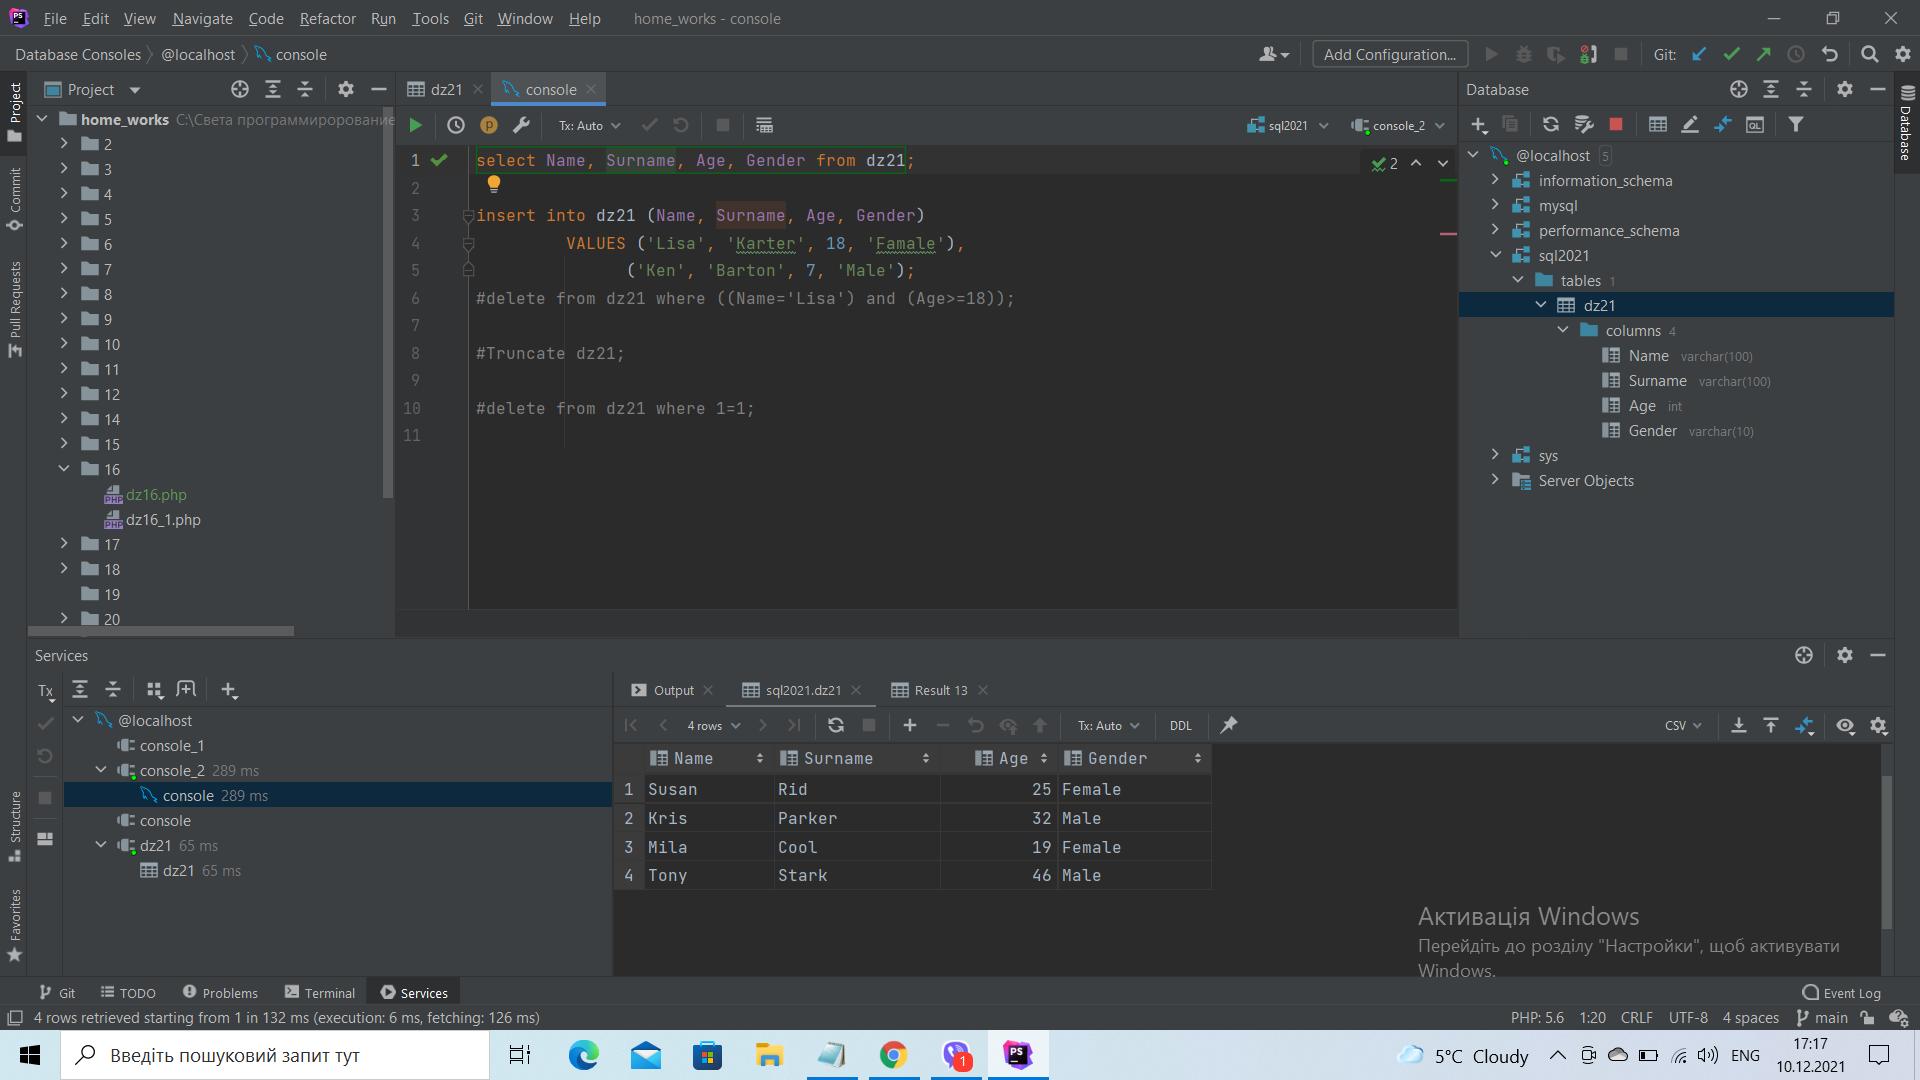 File Edit View Navigate Code Refactor Run Tools Git Window Help home_works - console
Database Consoles @localhost console Add Configuration... Git:
Project
Commit
Pull Requests
Project
home_works C:\Света программирорование
2
3
4
5
6
7
8
9
10
11
12
14
15
16
dz16.php
dz16_1.php
17
18
19
20
dz21 console
Tx: Auto sql2021 console_2
1 select Name, Surname, Age, Gender from dz21; 2
2
3 insert into dz21 (Name, Surname, Age, Gender)
4 VALUES ('Lisa', 'Karter', 18, 'Famale'),
5 ('Ken', 'Barton', 7, 'Male');
6 #delete from dz21 where ((Name='Lisa') and (Age>=18));
7
8 #Truncate dz21;
9
10 #delete from dz21 where 1=1;
11
Database
Database
@localhost 5
information_schema
mysql
performance_schema
sql2021
tables 1
dz21
columns 4
Name varchar(100)
Surname varchar(100)
Age int
Gender varchar(10)
sys
Server Objects
Services
Tx
@localhost
console_1
console_2 289 ms
console 289 ms
console
dz21 65 ms
dz21 65 ms
Structure
Favorites
Output sql2021.dz21 Result 13
4 rows Tx: Auto DDL CSV
Name Surname Age Gender
1 Susan Rid 25 Female
2 Kris Parker 32 Male
3 Mila Cool 19 Female
4 Tony Stark 46 Male
Активація Windows
Перейдіть до розділу "Настройки", щоб активувати
Windows.
Git TODO Problems Terminal Services Event Log
4 rows retrieved starting from 1 in 132 ms (execution: 6 ms, fetching: 126 ms) PHP: 5.6 1:20 CRLF UTF-8 4 spaces main
Введіть пошуковий запит тут 1 PS 5°C Cloudy ENG 17:17
10.12.2021